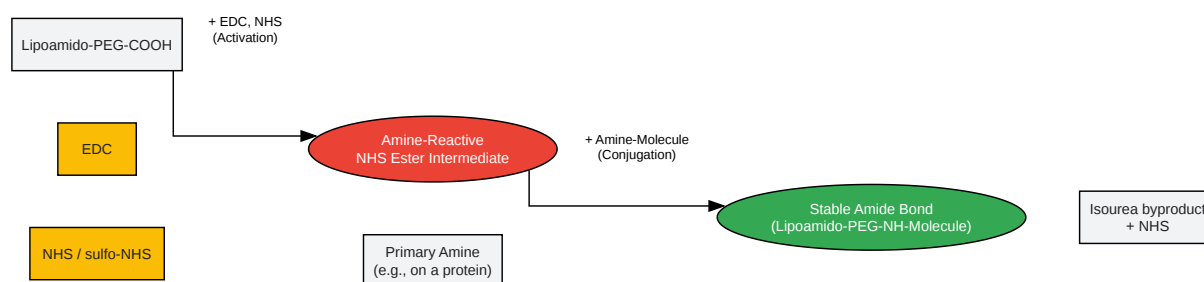 Lipoamido-PEG-COOH
+ EDC, NHS
(Activation)
EDC
Amine-Reactive
NHS Ester Intermediate
+ Amine-Molecule
(Conjugation)
NHS / sulfo-NHS
Primary Amine
(e.g., on a protein)
Stable Amide Bond
(Lipoamido-PEG-NH-Molecule)
Isourea byproduct
+ NHS